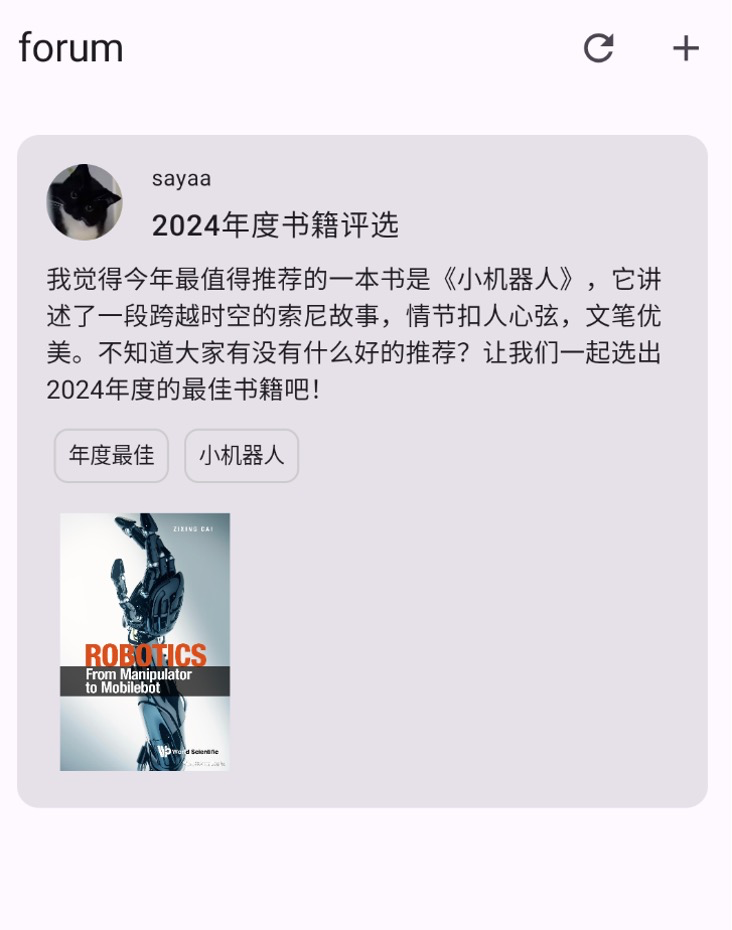 forum
sayaa
2024年度书籍评选
我觉得今年最值得推荐的一本书是《小机器人》，它讲
述了一段跨越时空的索尼故事，情节扣人心弦，文笔优
美。不知道大家有没有什么好的推荐？让我们一起选出
2024年度的最佳书籍吧！
年度最佳
小机器人
ZIXING CAI
ROBOTICS
From Manipulator
to Mobilebot
World Scientific